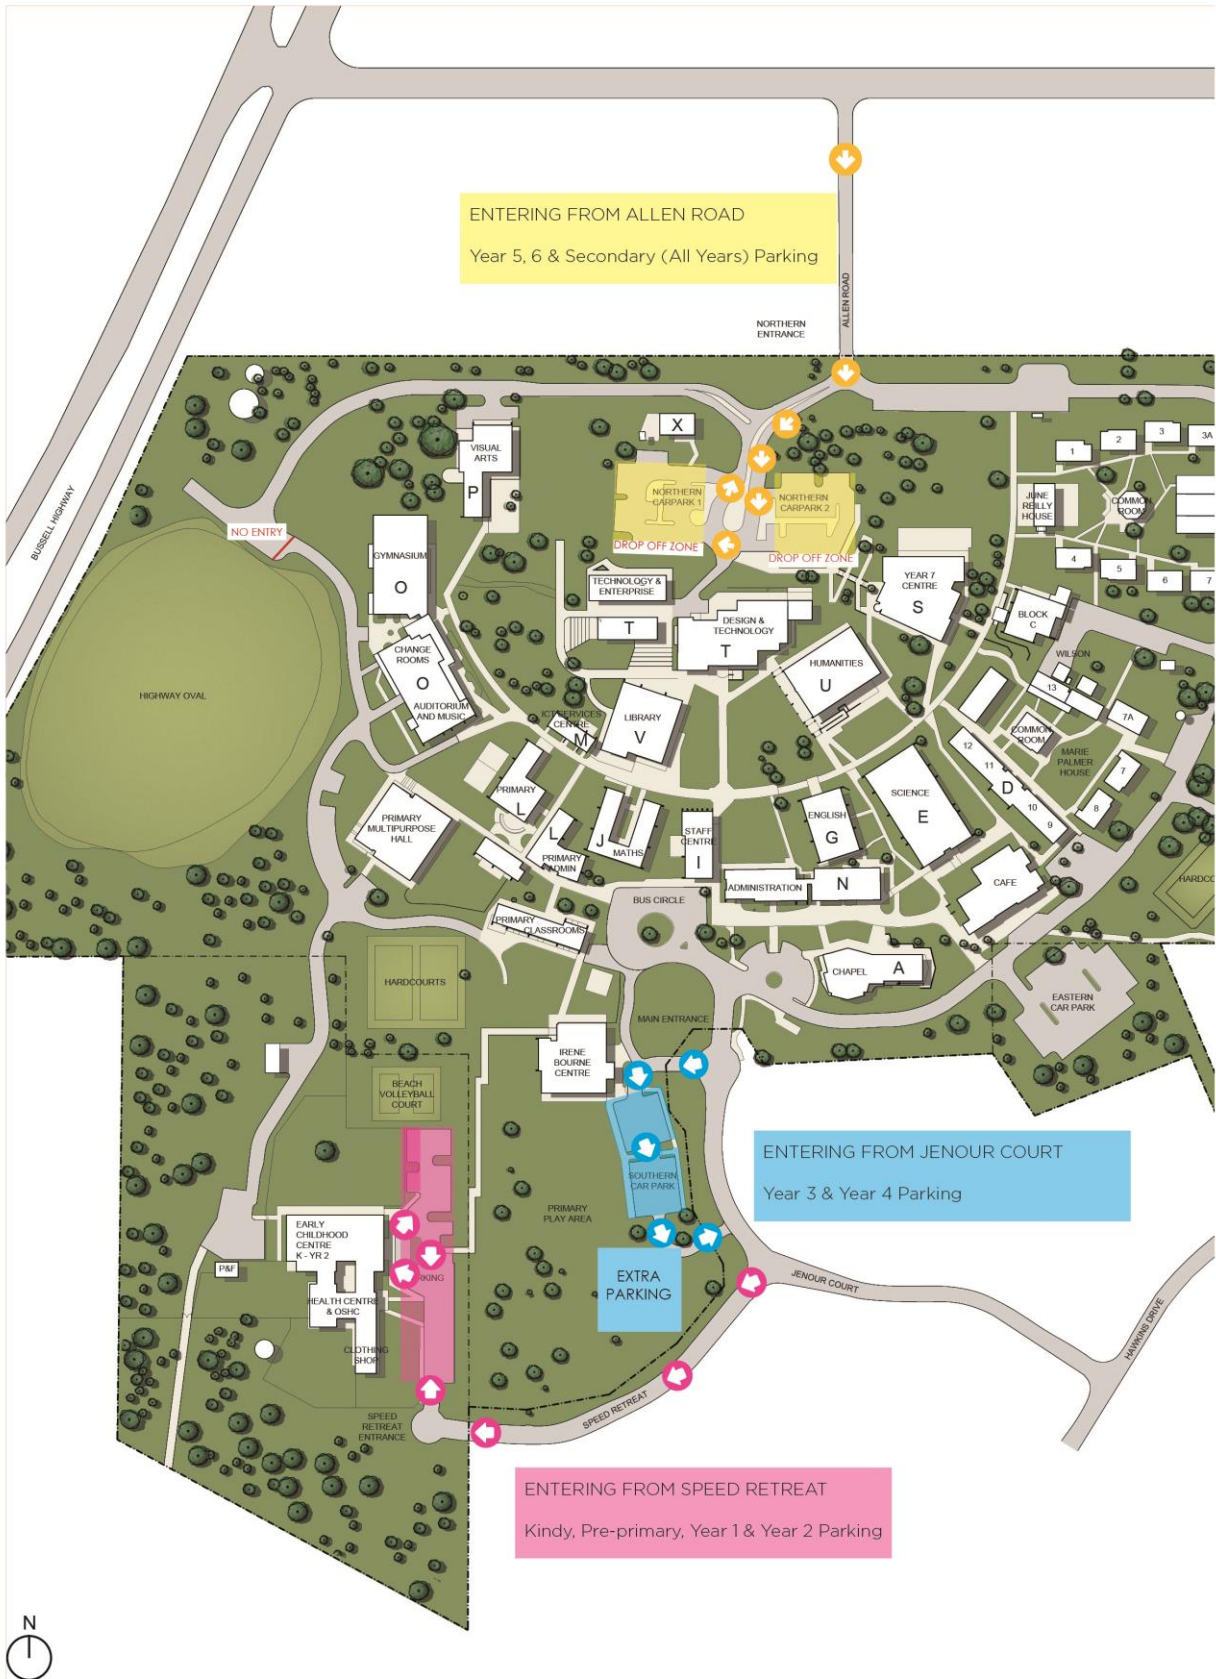 ENTERING FROM ALLEN ROAD
Year 5, 6 & Secondary (All Years) Parking
ALLEN ROAD
NORTHERN
ENTRANCE
BUSSELL HIGHWAY
X
VISUAL
ARTS
P
NORTHERN
CARPARK 1
NORTHERN
CARPARK 2
DROP OFF ZONE
DROP OFF ZONE
1
2
3
3A
JUNE
REILLY
HOUSE
COMMON
ROOM
4
5
6
7
NO ENTRY
GYMNASIUM
O
TECHNOLOGY &
ENTERPRISE
T
DESIGN &
TECHNOLOGY
T
YEAR 7
CENTRE
S
BLOCK
C
WILSON
13
CHANGE
ROOMS
O
AUDITORIUM
AND MUSIC
HUMANITIES
U
HIGHWAY OVAL
ICT SERVICES
CENTRE
M
LIBRARY
V
COMMON
ROOM
7A
MARIE
PALMER
HOUSE
7
8
12
11
D
10
9
PRIMARY
L
SCIENCE
E
PRIMARY
MULTIPURPOSE
HALL
L
PRIMARY
ADMIN
J
MATHS
STAFF
CENTRE
I
ENGLISH
G
HARDCO
ADMINISTRATION
N
CAFE
BUS CIRCLE
PRIMARY
CLASSROOMS
CHAPEL
A
HARDCOURTS
EASTERN
CAR PARK
MAIN ENTRANCE
IRENE
BOURNE
CENTRE
BEACH
VOLLEYBALL
COURT
ENTERING FROM JENOUR COURT
Year 3 & Year 4 Parking
SOUTHERN
CAR PARK
PRIMARY
PLAY AREA
EARLY
CHILDHOOD
CENTRE
K - YR 2
P&F
RKING
EXTRA
PARKING
HEALTH CENTRE
& OSHC
CLOTHING
SHOP
JENOUR COURT
HAWKINS DRIVE
SPEED RETREAT
SPEED
RETREAT
ENTRANCE
ENTERING FROM SPEED RETREAT
Kindy, Pre-primary, Year 1 & Year 2 Parking
N